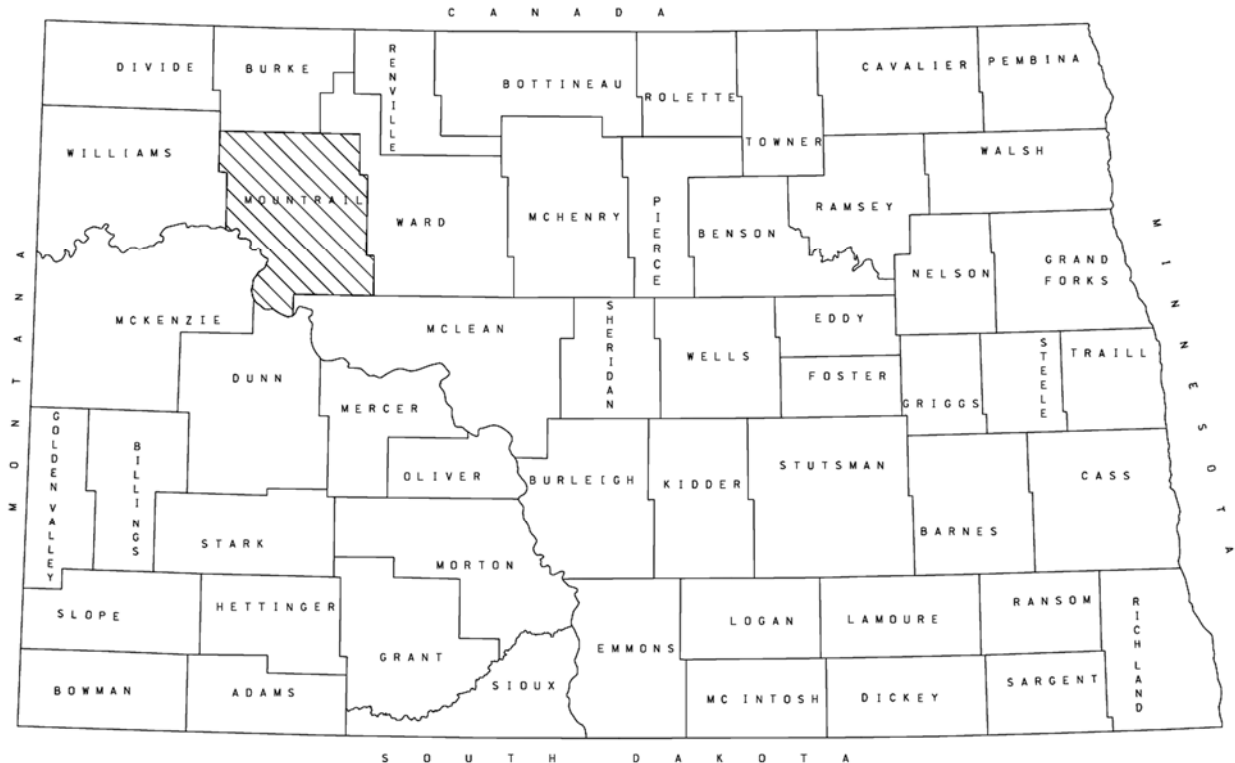 CANADA
DIVIDE
BURKE
RENVILLE
BOTTINEAU
ROLETTE
TOWNER
CAVALIER
PEMBINA
WILLIAMS
MOUNTRAIL
WARD
MCHENRY
PIERCE
BENSON
RAMSEY
WALSH
NELSON
GRAND
FORKS
MINNESOTA
MONTANA
MCKENZIE
DUNN
MCLEAN
SHERIDAN
WELLS
EDDY
FOSTER
GRIGGS
STEELE
TRAILL
GOLDEN VALLEY
BILLINGS
MERCER
OLIVER
BURLEIGH
KIDDER
STUTSMAN
BARNES
CASS
STARK
MORTON
SLOPE
HETTINGER
GRANT
SIOUX
EMMONS
LOGAN
LAMOURE
RANSOM
RICHLAND
BOWMAN
ADAMS
MC INTOSH
DICKEY
SARGENT
SOUTH DAKOTA